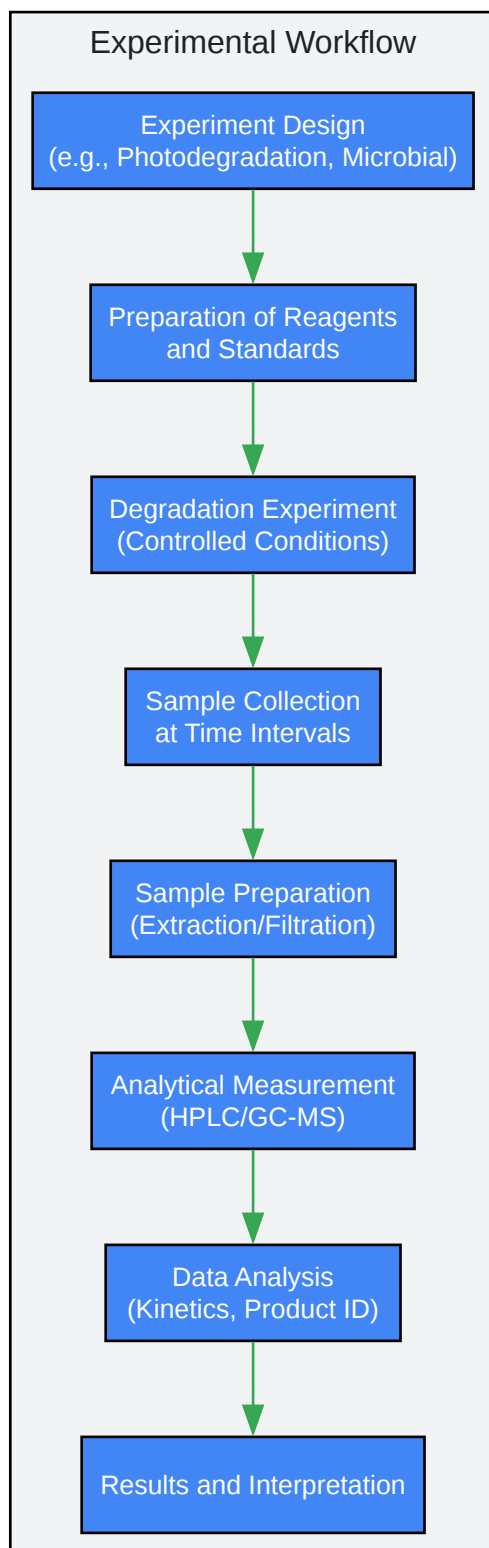 Experimental Workflow
Experiment Design
(e.g., Photodegradation, Microbial)
Preparation of Reagents
and Standards
Degradation Experiment
(Controlled Conditions)
Sample Collection
at Time Intervals
Sample Preparation
(Extraction/Filtration)
Analytical Measurement
(HPLC/GC-MS)
Data Analysis
(Kinetics, Product ID)
Results and Interpretation